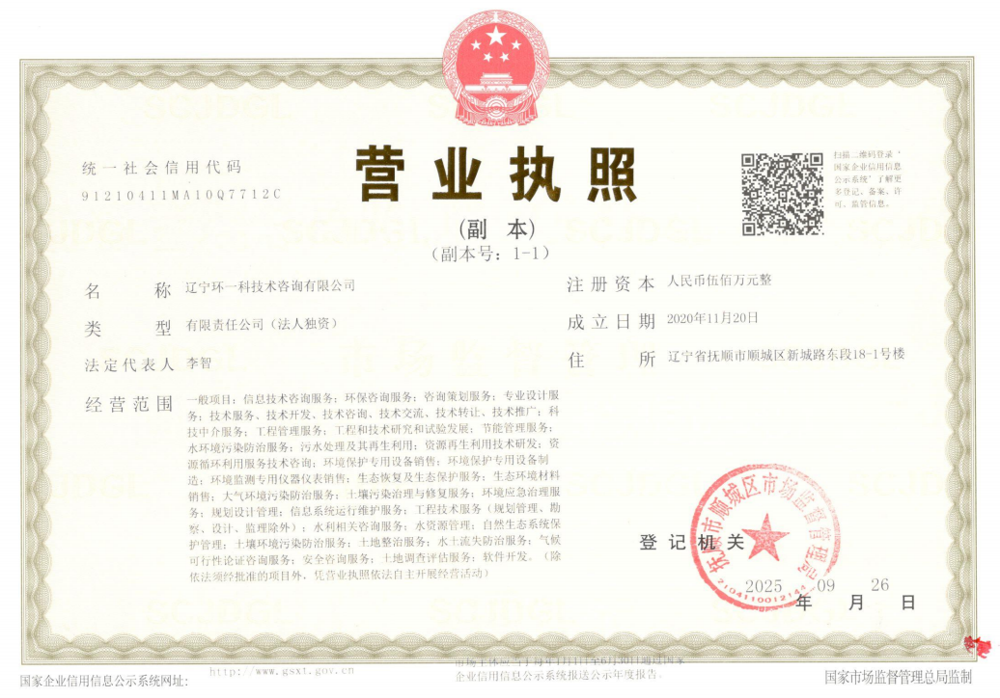 统一社会信用代码
91210411MA10Q7712C
营业执照
(副 本)
(副本号：1-1)
扫描二维码登录'
国家企业信用信息
公示系统'了解更
多登记、备案、许
可、监管信息。
名 称 辽宁环一科技术咨询有限公司
类 型 有限责任公司（法人独资）
法定代表人 李智
经营范围 一般项目：信息技术咨询服务；环保咨询服务；咨询策划服务；专业设计服
务；技术服务、技术开发、技术咨询、技术交流、技术转让、技术推广；科
技中介服务；工程管理服务；工程和技术研究和试验发展；节能管理服务；
水环境污染防治服务；污水处理及其再生利用；资源再生利用技术研发；资
源循环利用服务技术咨询；环境保护专用设备销售；环境保护专用设备制
造；环境监测专用仪器仪表销售；生态恢复及生态保护服务；生态环境材料
销售；大气环境污染防治服务；土壤污染治理与修复服务；环境应急治理服
务；规划设计管理；信息系统运行维护服务；工程技术服务（规划管理、勘
察、设计、监理除外）；水利相关咨询服务；水资源管理；自然生态系统保
护管理；土壤环境污染防治服务；土地整治服务；水土流失防治服务；气候
可行性论证咨询服务；安全咨询服务；土地调查评估服务；软件开发。（除
依法须经批准的项目外，凭营业执照依法自主开展经营活动）
注册资本 人民币伍佰万元整
成立日期 2020年11月20日
住 所 辽宁省抚顺市顺城区新城路东段18-1号楼
登记机关
抚顺市顺城区市场监督管理局
2104110012144
2025年09月26日
国家企业信用信息公示系统网址：
http://www.gsxt.gov.cn
市场主体应当于每年1月1日至6月30日通过国家
企业信用信息公示系统报送公示年度报告。
国家市场监督管理总局监制